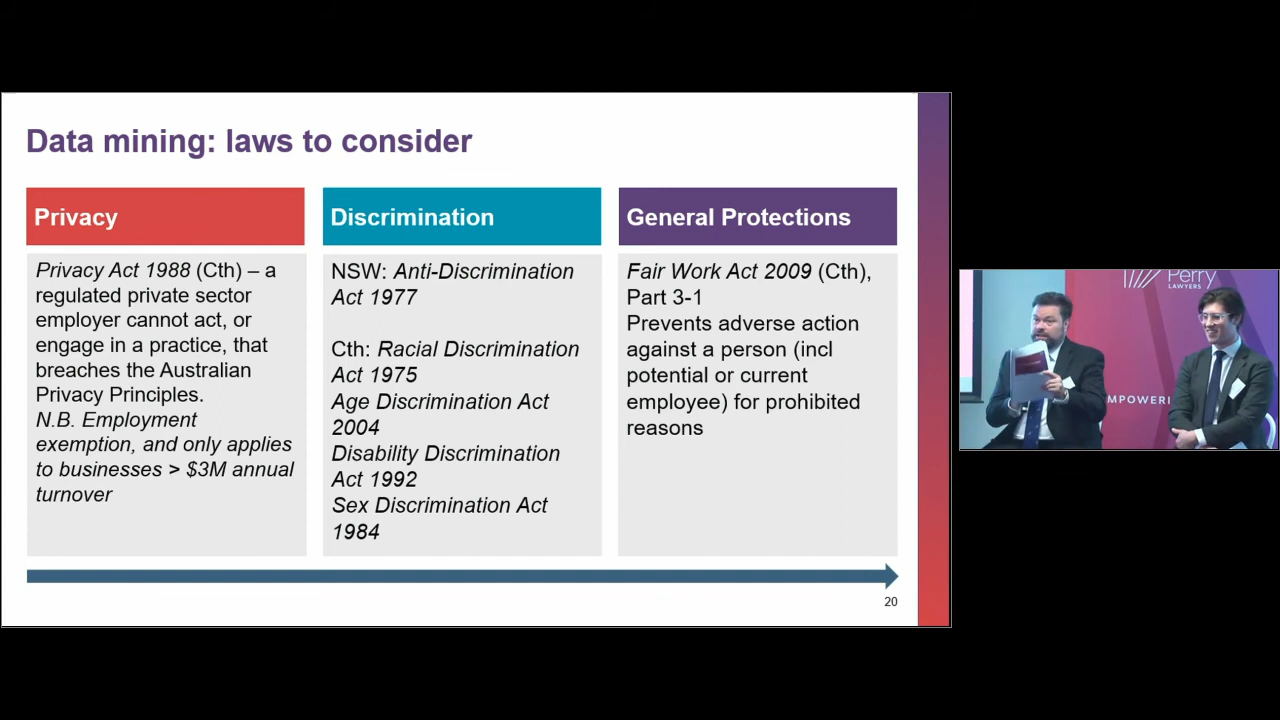 Data mining: laws to consider
Privacy
Privacy Act 1988 (Cth) – a
regulated private sector
employer cannot act, or
engage in a practice, that
breaches the Australian
Privacy Principles.
N.B. Employment
exemption, and only applies
to businesses > $3M annual
turnover
Discrimination
NSW: Anti-Discrimination
Act 1977
Cth: Racial Discrimination
Act 1975
Age Discrimination Act
2004
Disability Discrimination
Act 1992
Sex Discrimination Act
1984
General Protections
Fair Work Act 2009 (Cth),
Part 3-1
Prevents adverse action
against a person (incl
potential or current
employee) for prohibited
reasons
20
Perry
LAWYERS